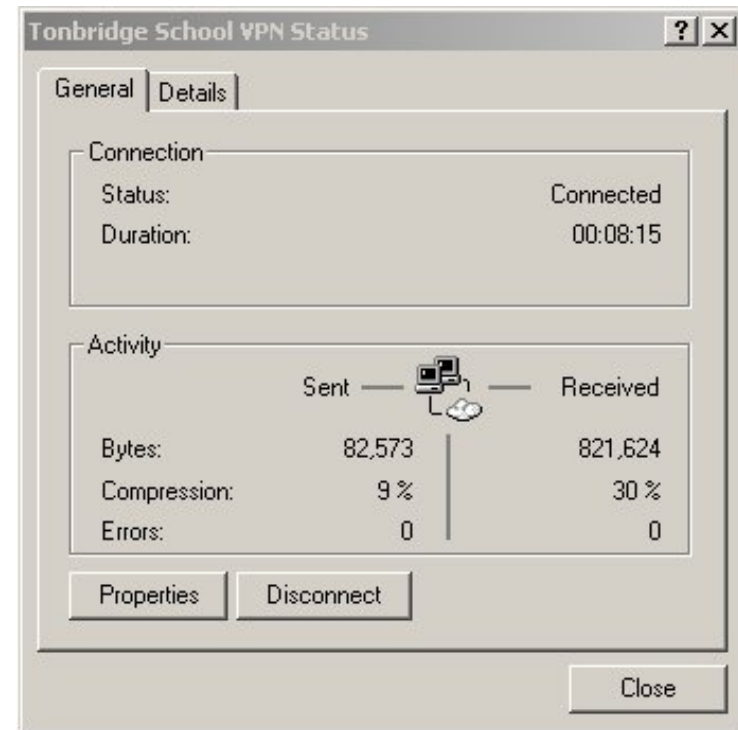 Tonbridge School VPN Status ? X
General Details
Connection
Status: Connected
Duration: 00:08:15
Activity
Sent Received
Bytes: 82,573 821,624
Compression: 9 % 30 %
Errors: 0 0
Properties Disconnect
Close